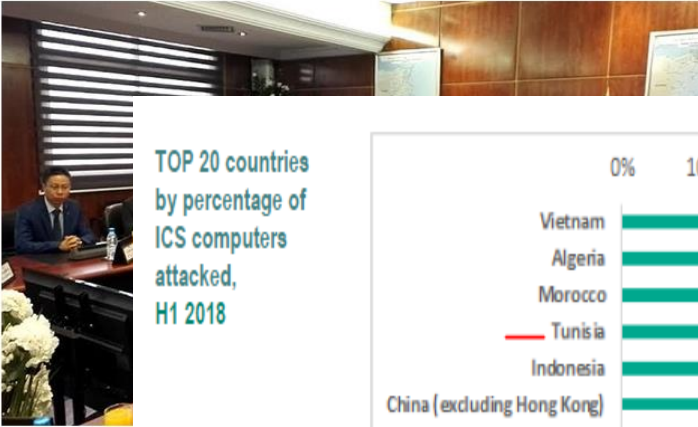 TOP 20 countries
by percentage of
ICS computers
attacked,
H1 2018
0%
Vietnam
Algeria
Morocco
Tunisia
Indonesia
China (excluding Hong Kong)